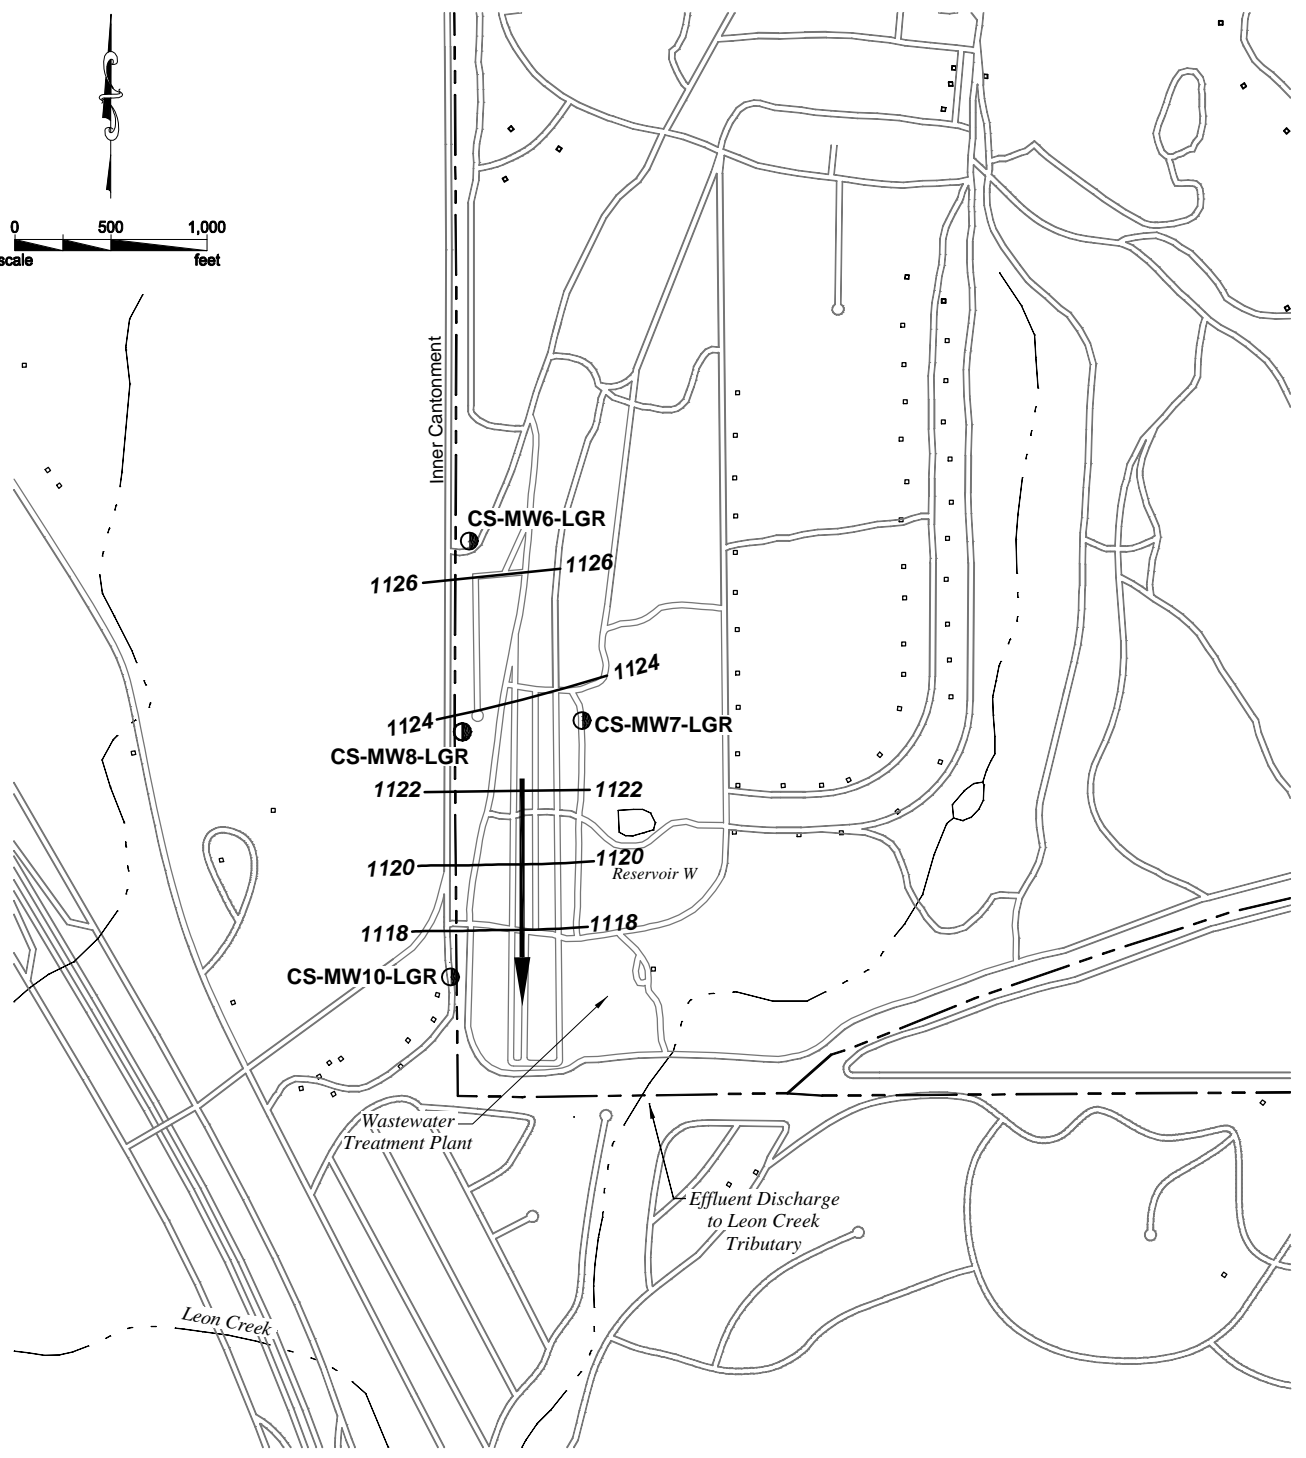 0 500 1,000
scale feet
Inner Cantonment
CS-MW6-LGR
1126 1126
1124
1124
CS-MW7-LGR
CS-MW8-LGR
1122 1122
1120 1120
Reservoir W
1118 1118
CS-MW10-LGR
Wastewater
Treatment Plant
Effluent Discharge
to Leon Creek
Tributary
Leon Creek